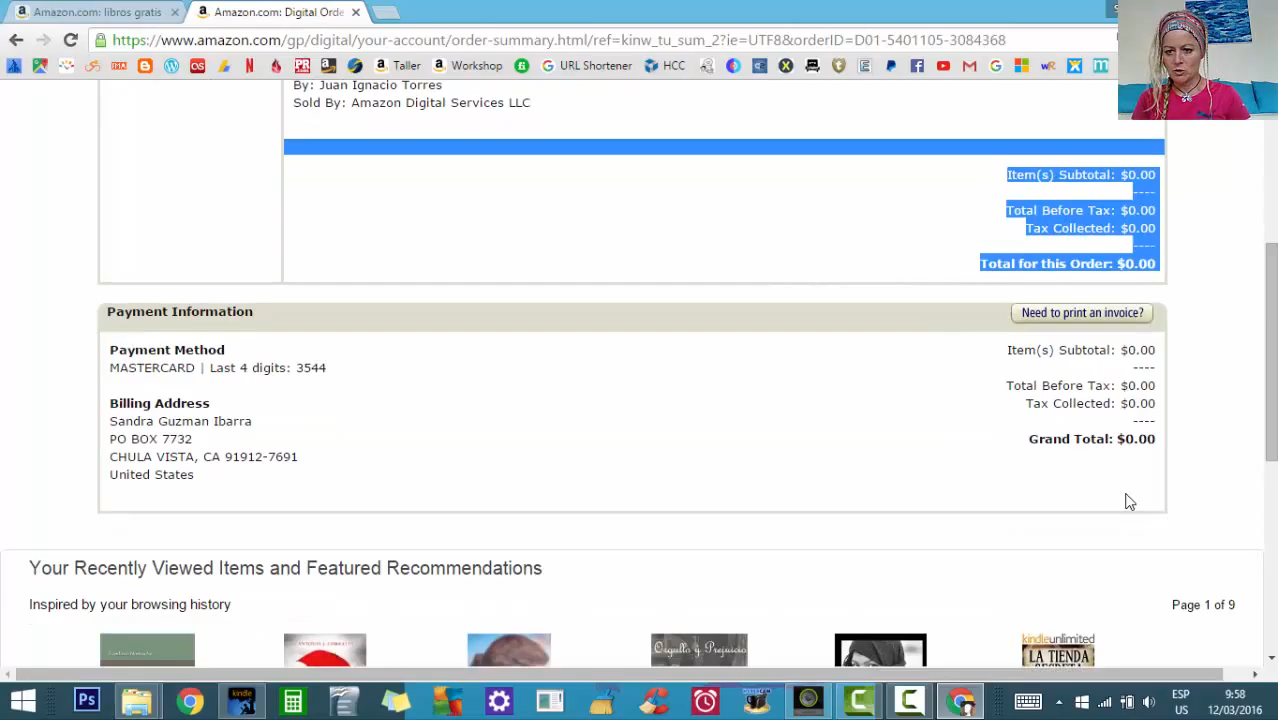 Amazon.com: libros gratis
Amazon.com: Digital Orde
https://www.amazon.com/gp/digital/your-account/order-summary.html/ref=kinw_tu_sum_2?ie=UTF8&orderID=D01-5401105-3084368
Taller
Workshop
URL Shortener
HCC
By: Juan Ignacio Torres
Sold By: Amazon Digital Services LLC
Item(s) Subtotal: $0.00
----
Total Before Tax: $0.00
Tax Collected: $0.00
----
Total for this Order: $0.00
Payment Information
Need to print an invoice?
Payment Method
MASTERCARD | Last 4 digits: 3544
Billing Address
Sandra Guzman Ibarra
PO BOX 7732
CHULA VISTA, CA 91912-7691
United States
Item(s) Subtotal: $0.00
----
Total Before Tax: $0.00
Tax Collected: $0.00
----
Grand Total: $0.00
Your Recently Viewed Items and Featured Recommendations
Inspired by your browsing history
Page 1 of 9
Orgullo y Prejuicio
kindleunlimited
LA TIENDA
Ps
kindle
ESP
US
9:58
12/03/2016